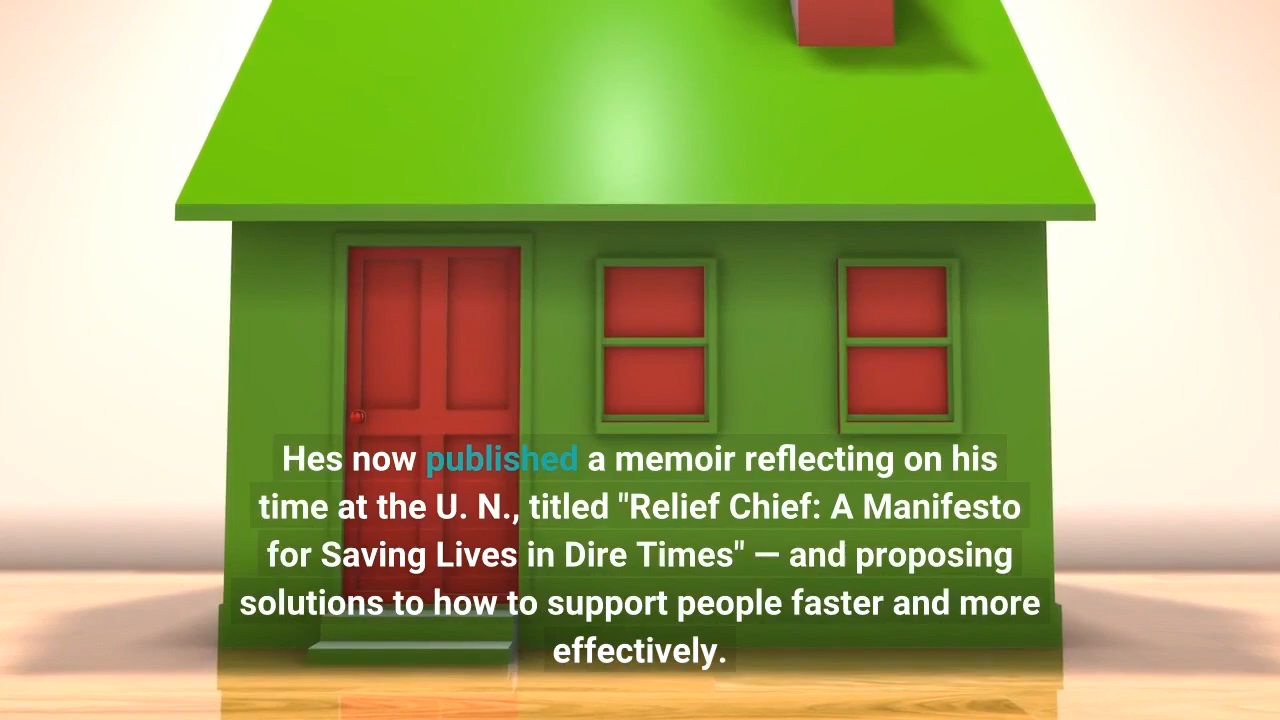 Hes now published a memoir reflecting on his
time at the U. N., titled "Relief Chief: A Manifesto
for Saving Lives in Dire Times" — and proposing
solutions to how to support people faster and more
effectively.